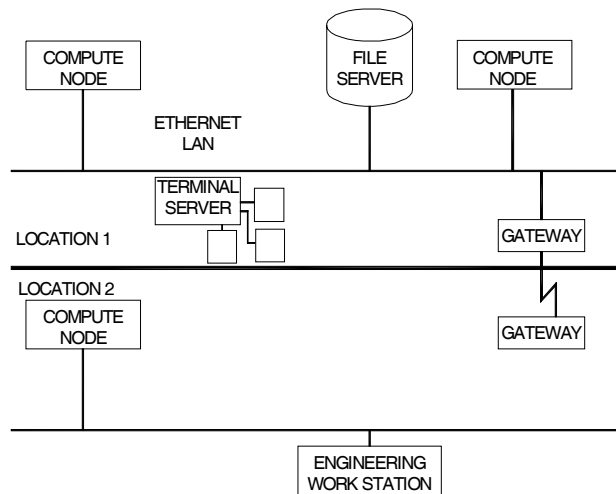 COMPUTE
NODE
FILE
SERVER
COMPUTE
NODE
ETHERNET
LAN
TERMINAL
SERVER
LOCATION 1
GATEWAY
LOCATION 2
COMPUTE
NODE
GATEWAY
ENGINEERING
WORK STATION